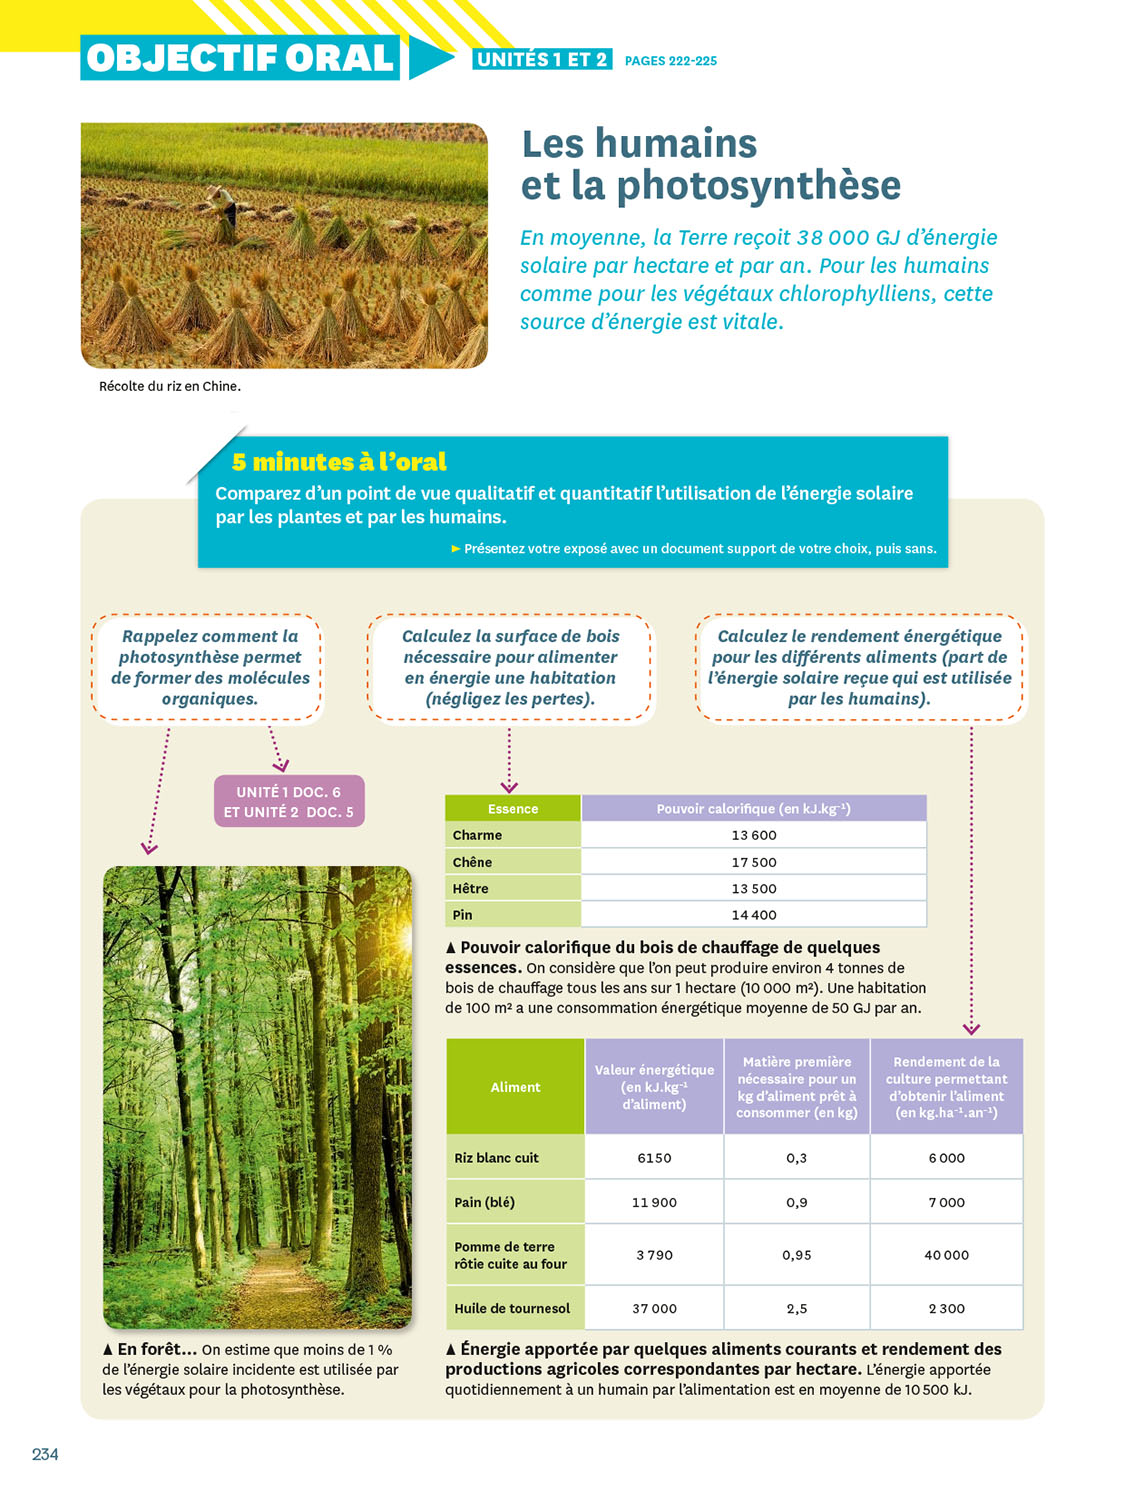 OBJECTIF ORAL
UNITÉS 1 ET 2
PAGES 222-225
Les humains
et la photosynthèse
En moyenne, la Terre reçoit 38 000 GJ d’énergie
solaire par hectare et par an. Pour les humains
comme pour les végétaux chlorophylliens, cette
source d’énergie est vitale.
Récolte du riz en Chine.
5 minutes à l’oral
Comparez d’un point de vue qualitatif et quantitatif l’utilisation de l’énergie solaire
par les plantes et par les humains.
► Présentez votre exposé avec un document support de votre choix, puis sans.
Rappelez comment la
photosynthèse permet
de former des molécules
organiques.
Calculez la surface de bois
nécessaire pour alimenter
en énergie une habitation
(négligez les pertes).
Calculez le rendement énergétique
pour les différents aliments (part de
l’énergie solaire reçue qui est utilisée
par les humains).
UNITÉ 1 DOC. 6
ET UNITÉ 2 DOC. 5
Essence Pouvoir calorifique (en kJ.kg⁻¹)
Charme 13 600
Chêne 17 500
Hêtre 13 500
Pin 14 400
▲ Pouvoir calorifique du bois de chauffage de quelques
essences. On considère que l’on peut produire environ 4 tonnes de
bois de chauffage tous les ans sur 1 hectare (10 000 m²). Une habitation
de 100 m² a une consommation énergétique moyenne de 50 GJ par an.
Aliment
Valeur énergétique
(en kJ.kg⁻¹
d’aliment)
Matière première
nécessaire pour un
kg d’aliment prêt à
consommer (en kg)
Rendement de la
culture permettant
d’obtenir l’aliment
(en kg.ha⁻¹.an⁻¹)
Riz blanc cuit 6150 0,3 6 000
Pain (blé) 11 900 0,9 7 000
Pomme de terre
rôtie cuite au four 3 790 0,95 40 000
Huile de tournesol 37 000 2,5 2 300
▲ En forêt... On estime que moins de 1 %
de l’énergie solaire incidente est utilisée par
les végétaux pour la photosynthèse.
▲ Énergie apportée par quelques aliments courants et rendement des
productions agricoles correspondantes par hectare. L’énergie apportée
quotidiennement à un humain par l’alimentation est en moyenne de 10 500 kJ.
234